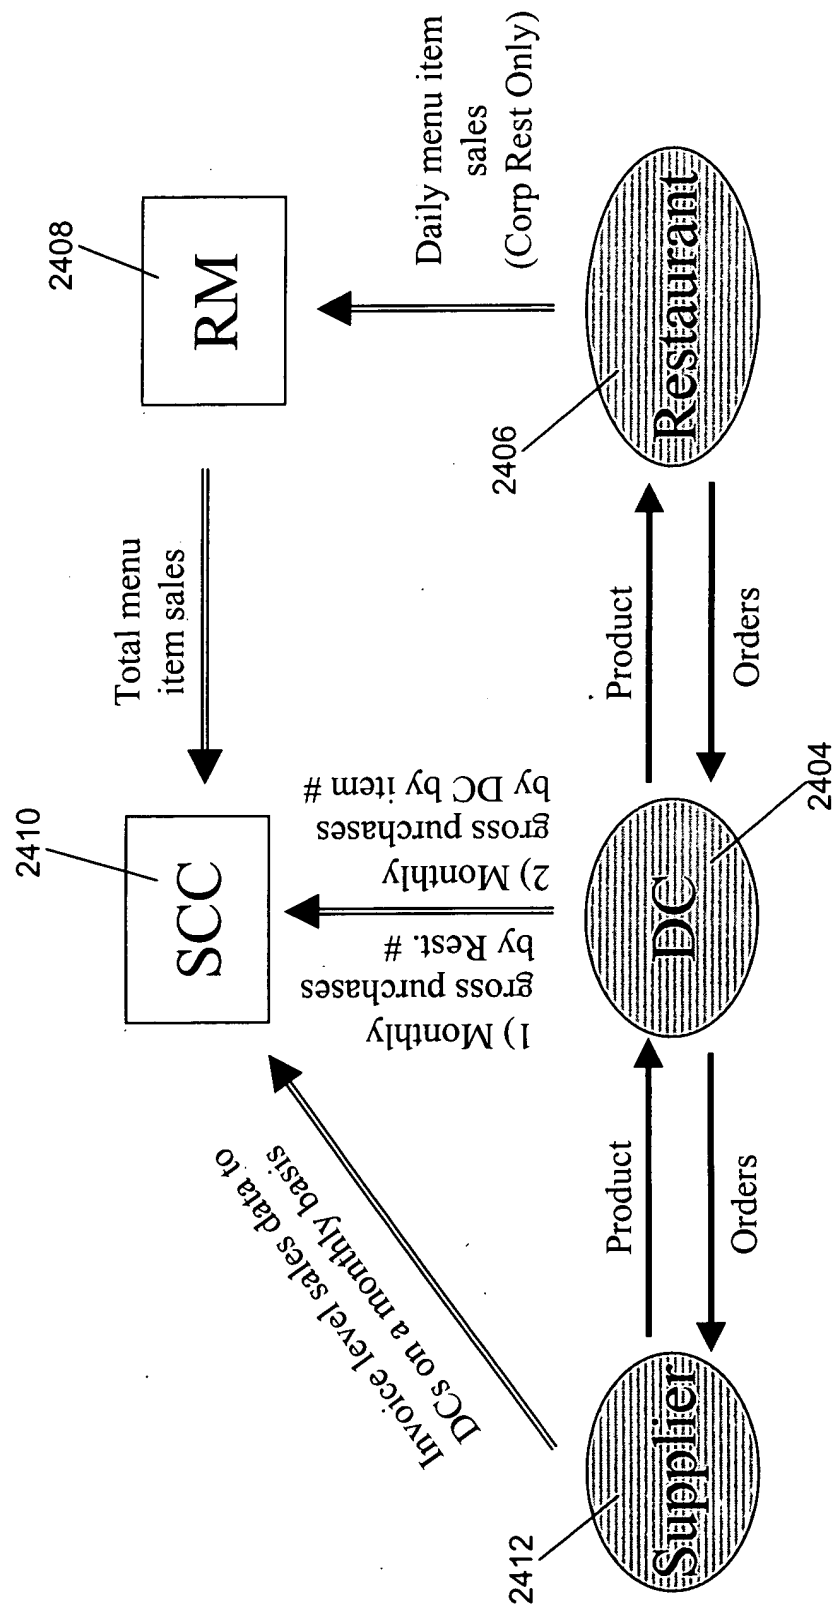 2410
SCC
Total menu
item sales
2408
RM
Invoice level sales data to
DCs on a monthly basis
1) Monthly
gross purchases
by Rest. #
2) Monthly
gross purchases
by DC by item #
Daily menu item
sales
(Corp Rest Only)
2412
Supplier
Product
Orders
DC
2404
Product
Orders
2406
Restaurant